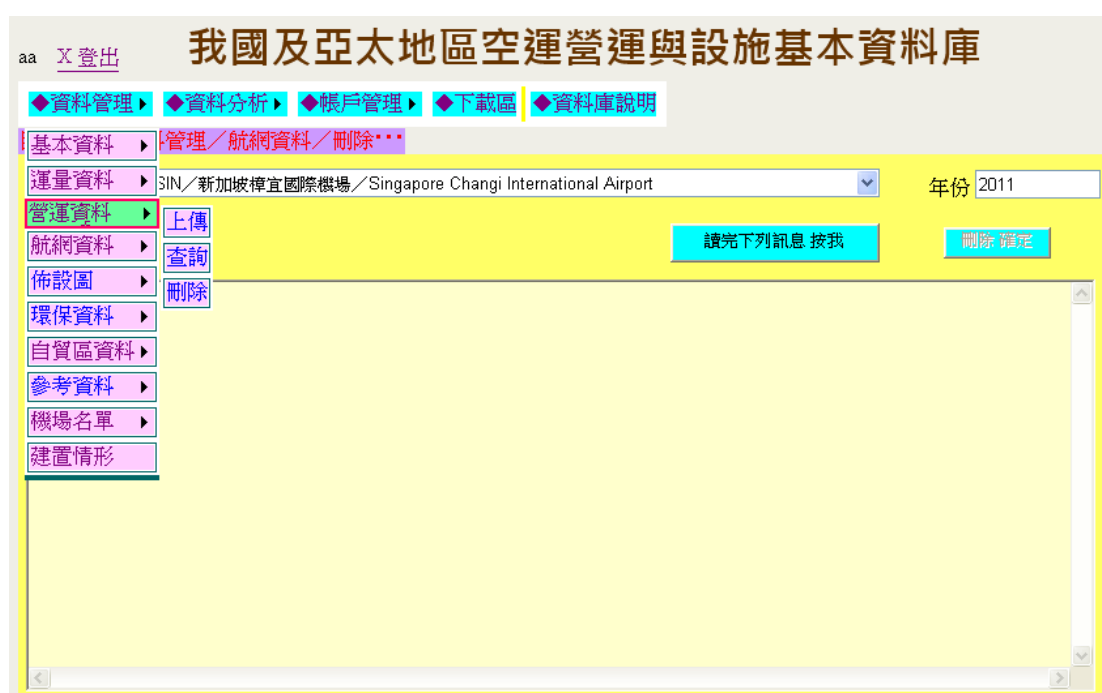 aa X 登出 我國及亞太地區空運營運與設施基本資料庫
◆資料管理 ◆資料分析 ◆帳戶管理 ◆下載區 ◆資料庫說明
管理／航網資料／刪除…
基本資料
運量資料 SIN／新加坡樟宜國際機場／Singapore Changi International Airport 年份 2011
營運資料 上傳
航網資料 查詢 讀完下列訊息 按我 刪除 確定
佈設圖 刪除
環保資料
自貿區資料
參考資料
機場名單
建置情形